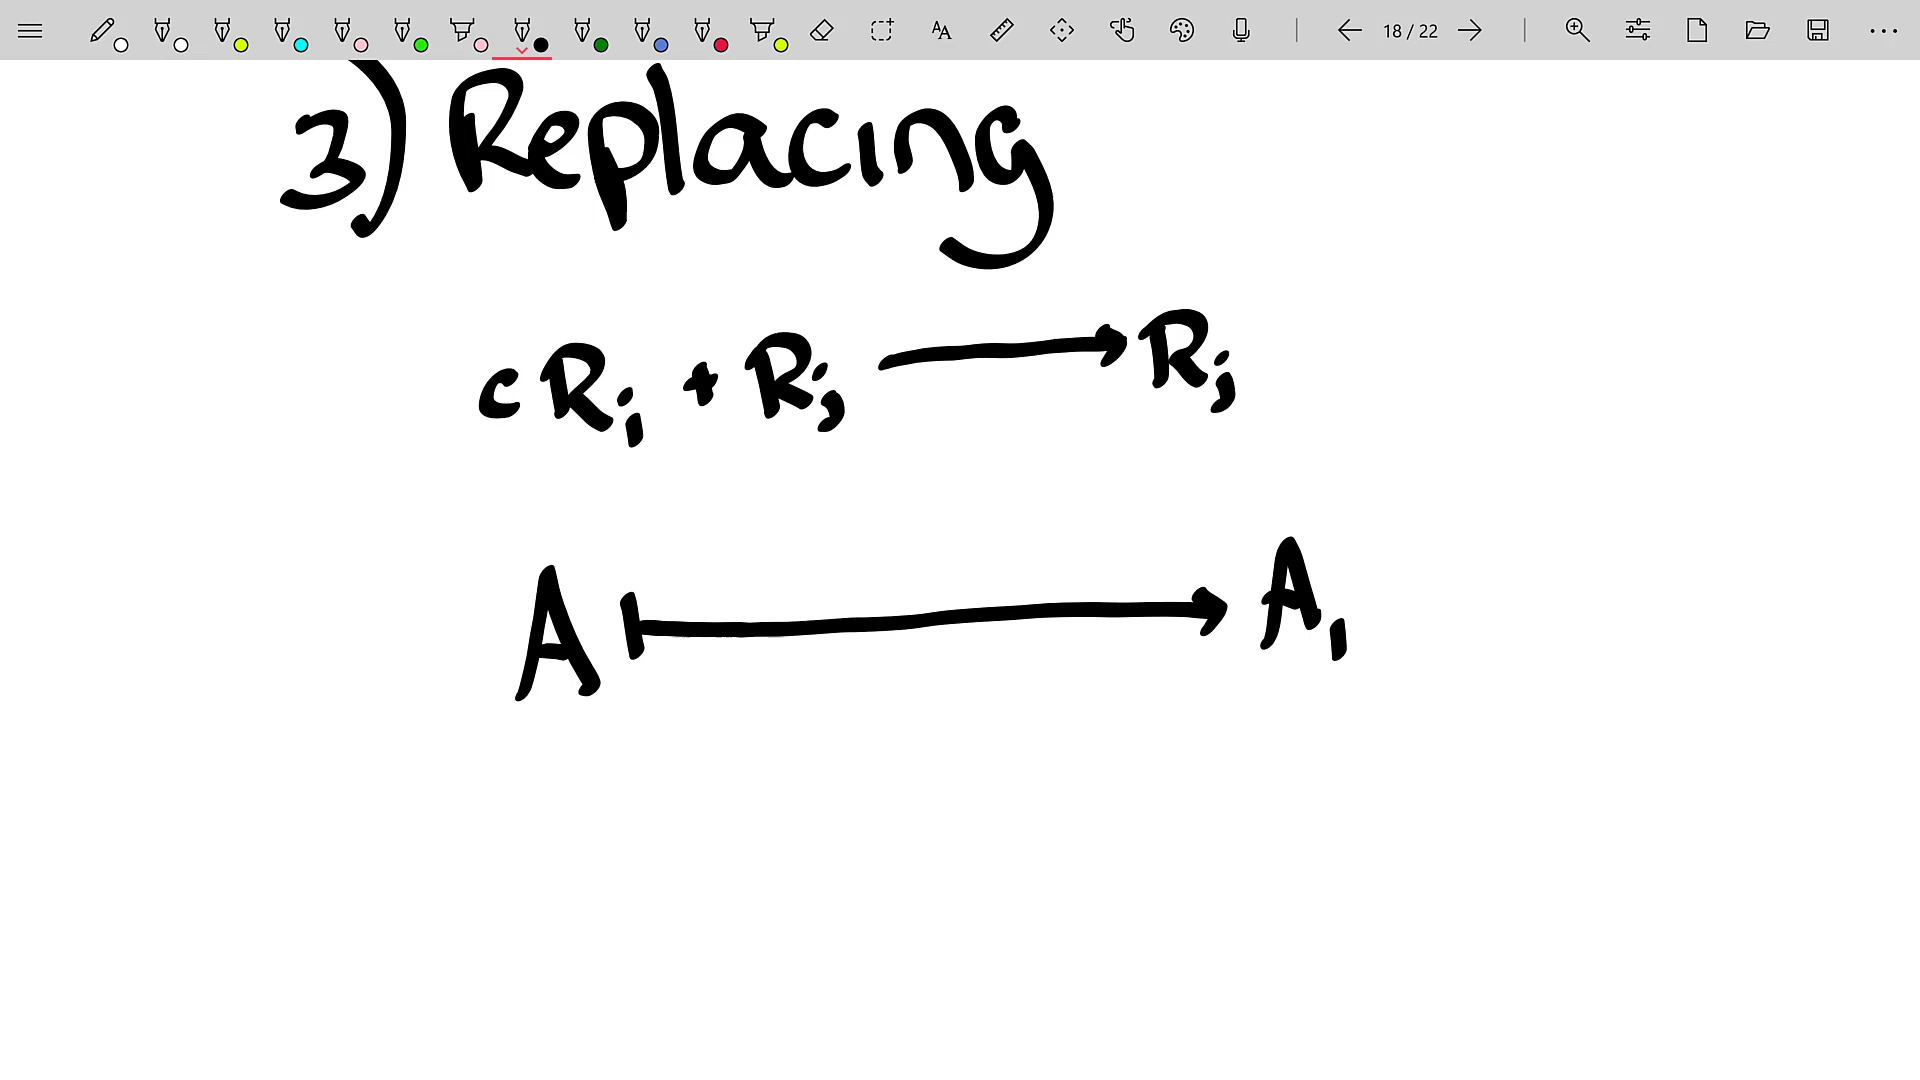 18 / 22
3) Replacing
cRi + Rj → Rj
A ↦ A₁